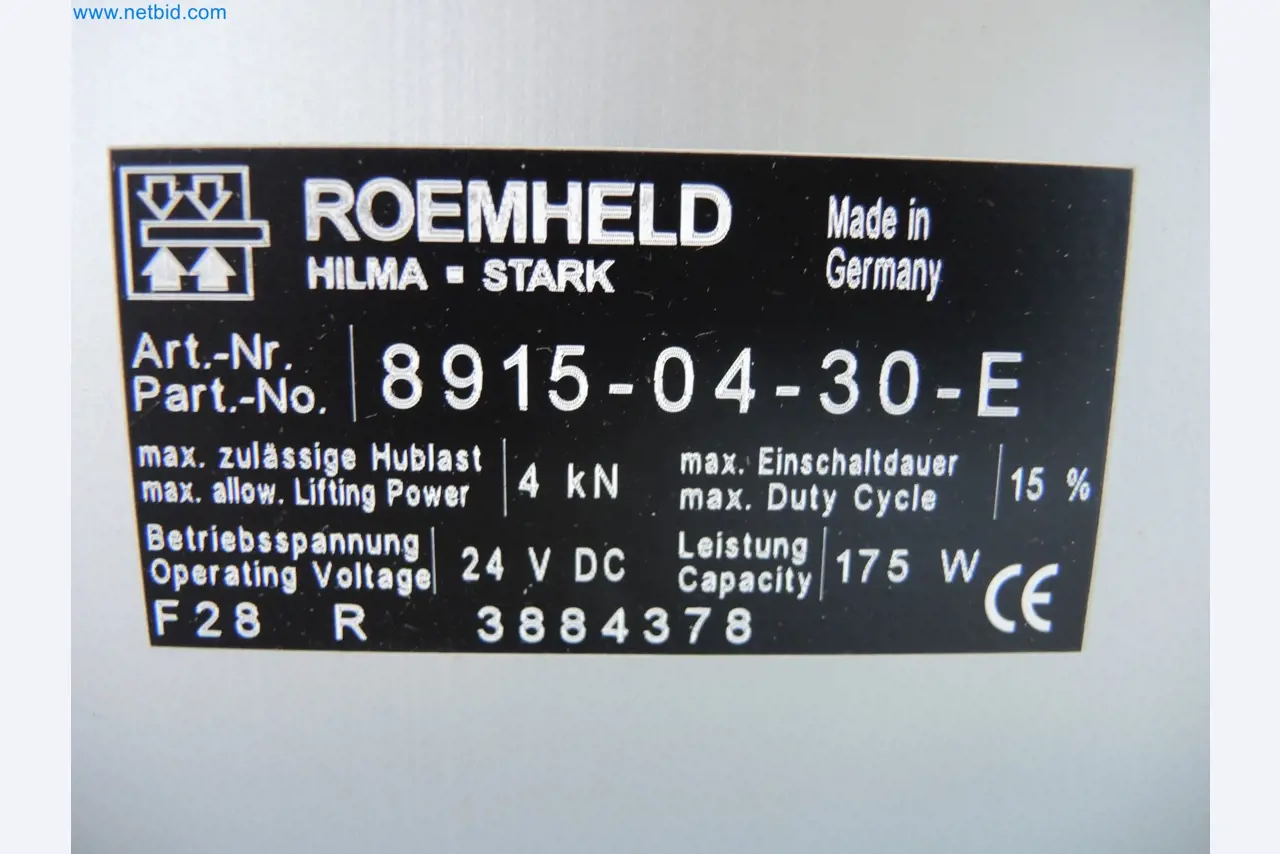 www.netbid.com
ROEMHELD
HILMA ▪ STARK
Made in
Germany
Art.-Nr.
Part.-No.
8915-04-30-E
max. zulässige Hublast
max. allow. Lifting Power
4 kN
max. Einschaltdauer
max. Duty Cycle
15 %
Betriebsspannung
Operating Voltage
24 V DC
Leistung
Capacity
175 W
CE
F28 R 3884378